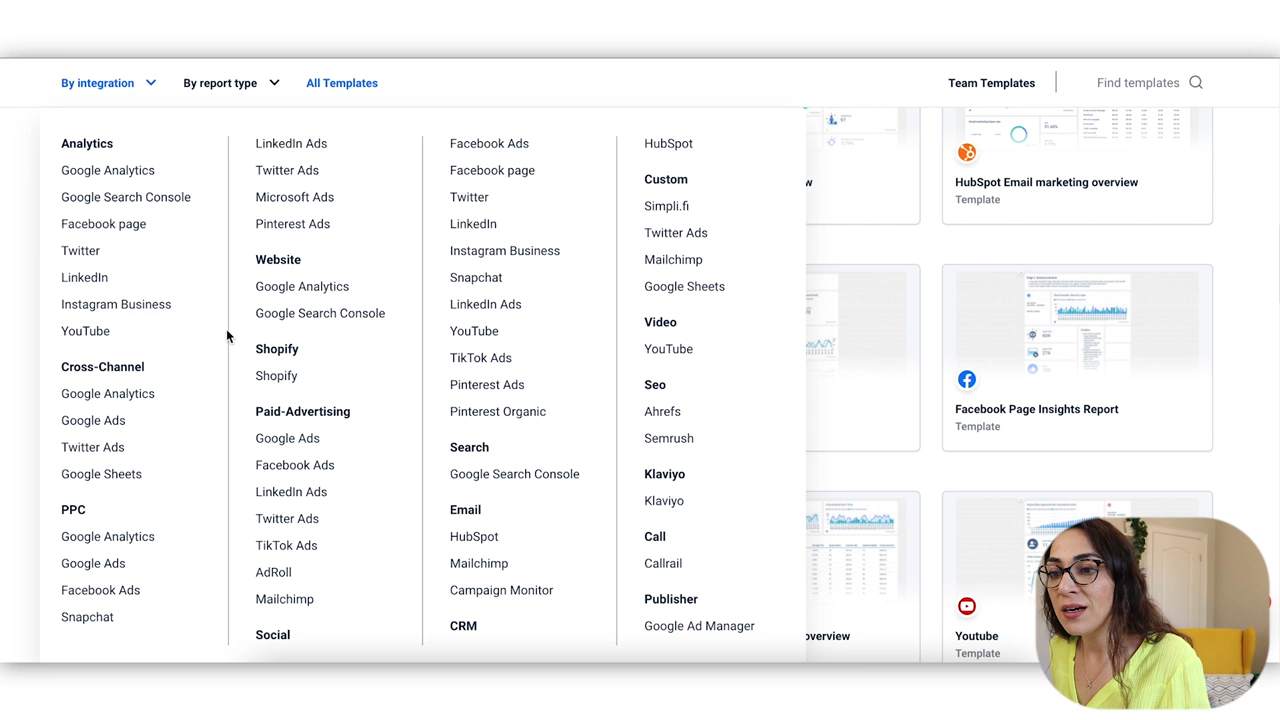 By integration
By report type
All Templates
Team Templates
Find templates
Analytics
Google Analytics
Google Search Console
Facebook page
Twitter
LinkedIn
Instagram Business
YouTube
Cross-Channel
Google Analytics
Google Ads
Twitter Ads
Google Sheets
PPC
Google Analytics
Google Ads
Facebook Ads
Snapchat
LinkedIn Ads
Twitter Ads
Microsoft Ads
Pinterest Ads
Website
Google Analytics
Google Search Console
Shopify
Shopify
Paid-Advertising
Google Ads
Facebook Ads
LinkedIn Ads
Twitter Ads
TikTok Ads
AdRoll
Mailchimp
Social
Facebook Ads
Facebook page
Twitter
LinkedIn
Instagram Business
Snapchat
LinkedIn Ads
YouTube
TikTok Ads
Pinterest Ads
Pinterest Organic
Search
Google Search Console
Email
HubSpot
Mailchimp
Campaign Monitor
CRM
HubSpot
Custom
Simpli.fi
Twitter Ads
Mailchimp
Google Sheets
Video
YouTube
Seo
Ahrefs
Semrush
Klaviyo
Klaviyo
Call
Callrail
Publisher
Google Ad Manager
w
overview
HubSpot Email marketing overview
Template
Facebook Page Insights Report
Template
Youtube
Template